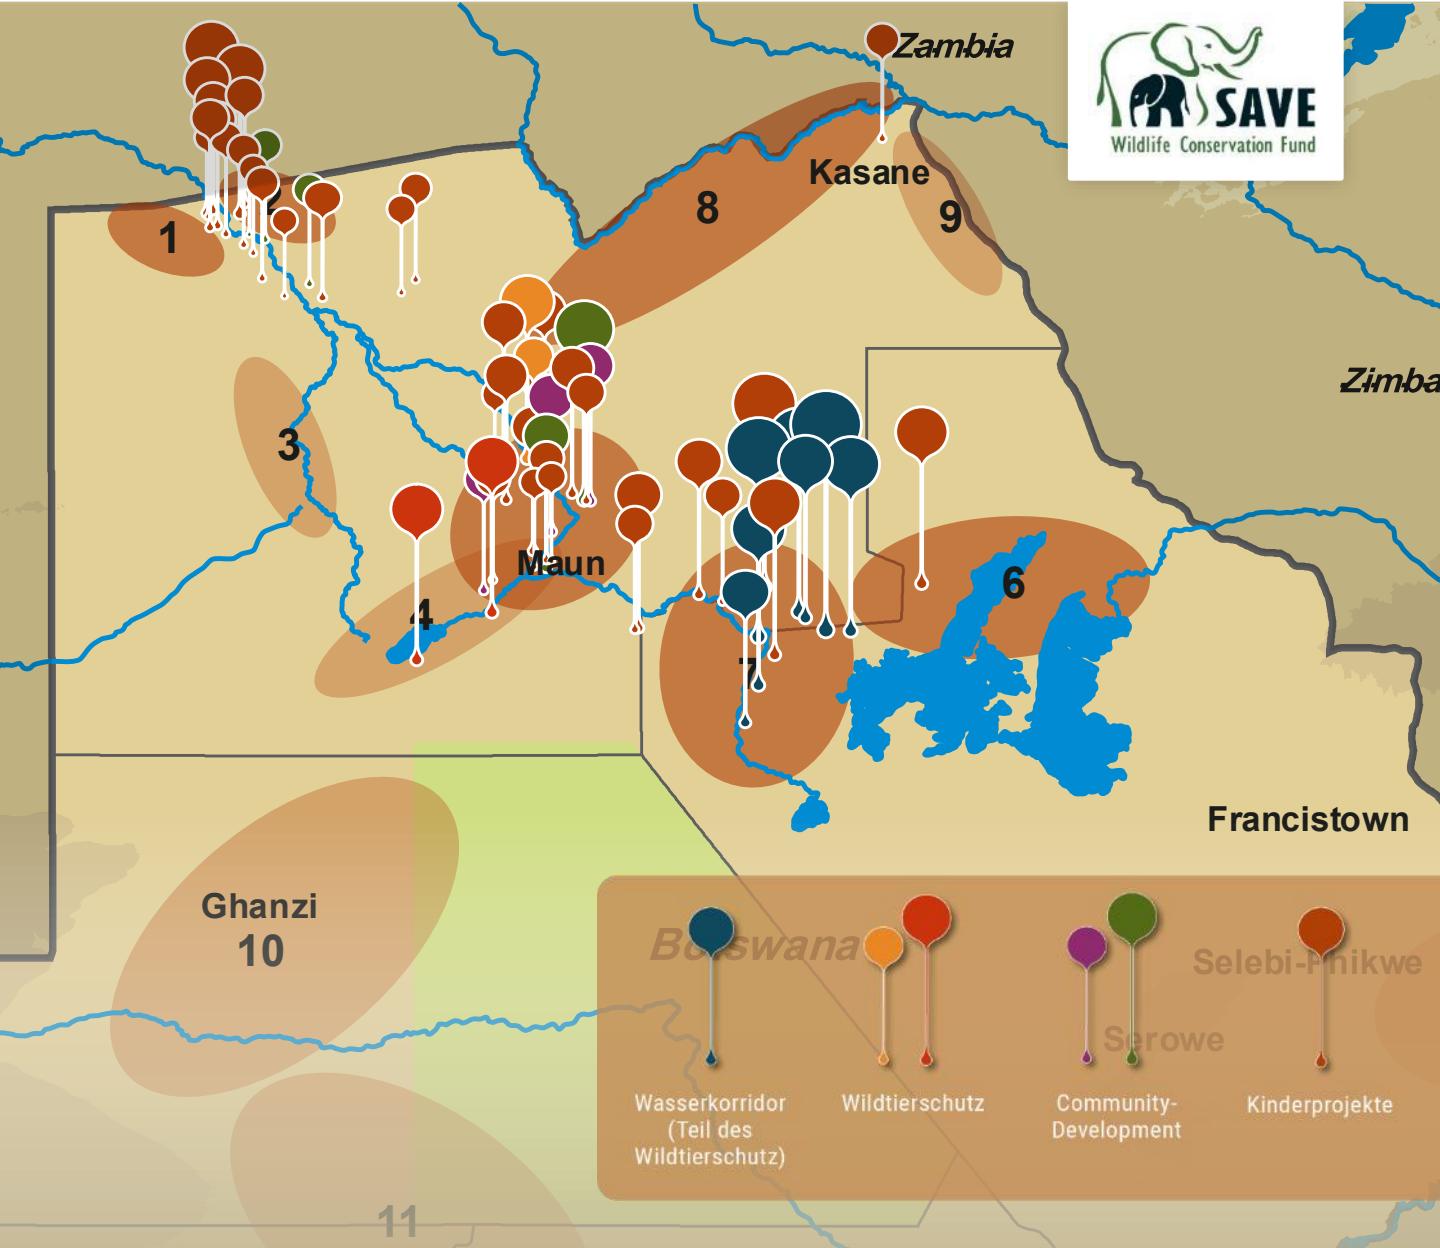 Zambia
SAVE
Wildlife Conservation Fund
Kasane
1
2
8
9
Zimba
3
Maun
6
4
7
Francistown
Ghanzi
10
Botswana
Selebi-Phikwe
Serowe
Wasserkorridor
(Teil des
Wildtierschutz)
Wildtierschutz
Community-
Development
Kinderprojekte
11